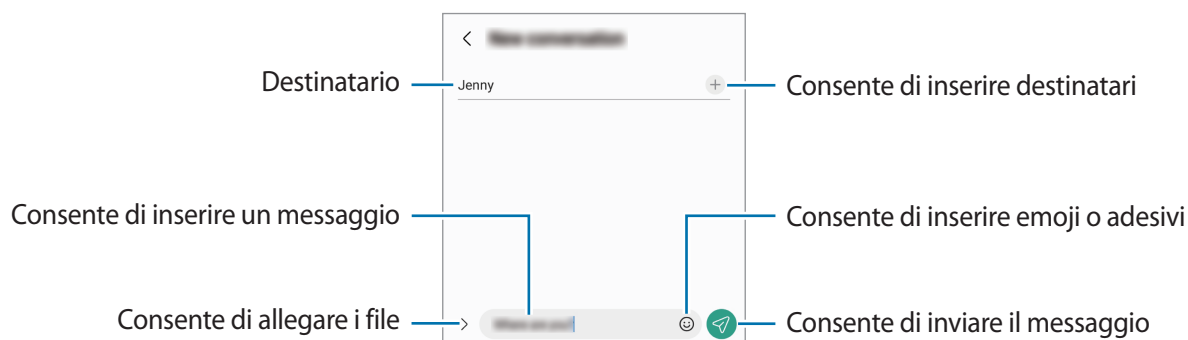 Destinatario
Jenny
Consente di inserire destinatari
Consente di inserire un messaggio
Consente di inserire emoji o adesivi
Consente di allegare i file
Consente di inviare il messaggio